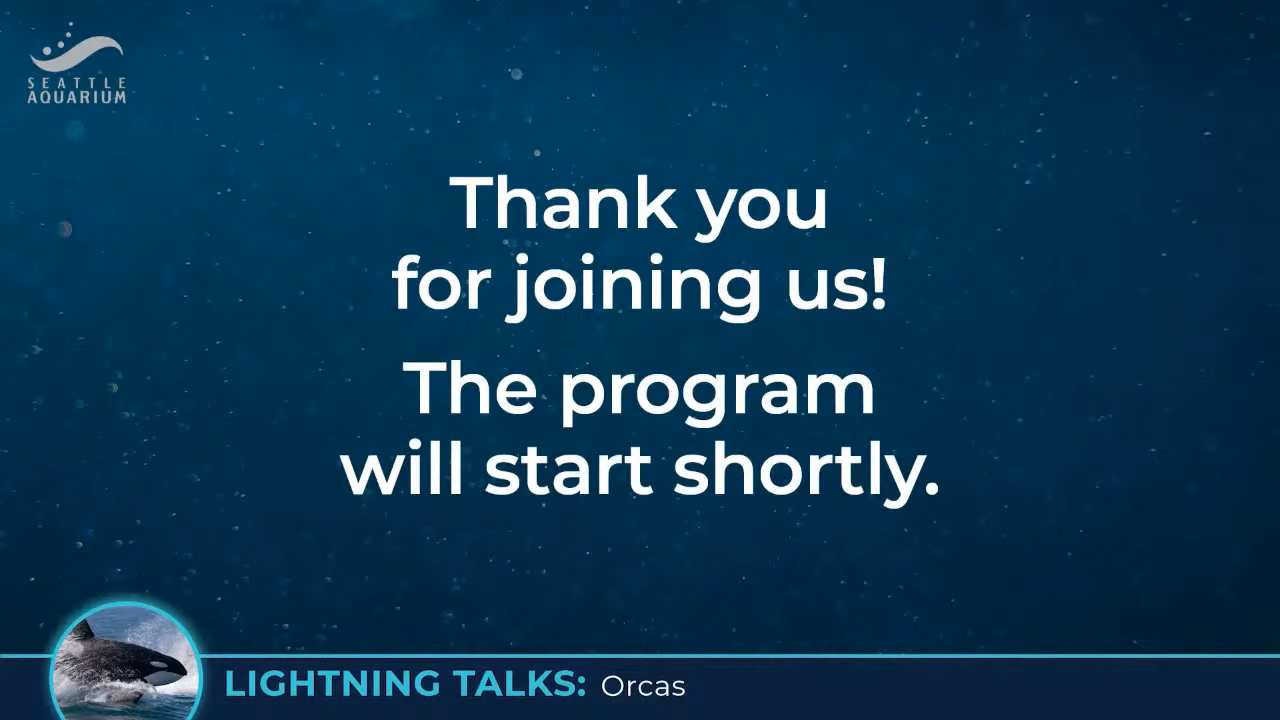 SEATTLE
AQUARIUM
Thank you
for joining us!
The program
will start shortly.
LIGHTNING TALKS: Orcas